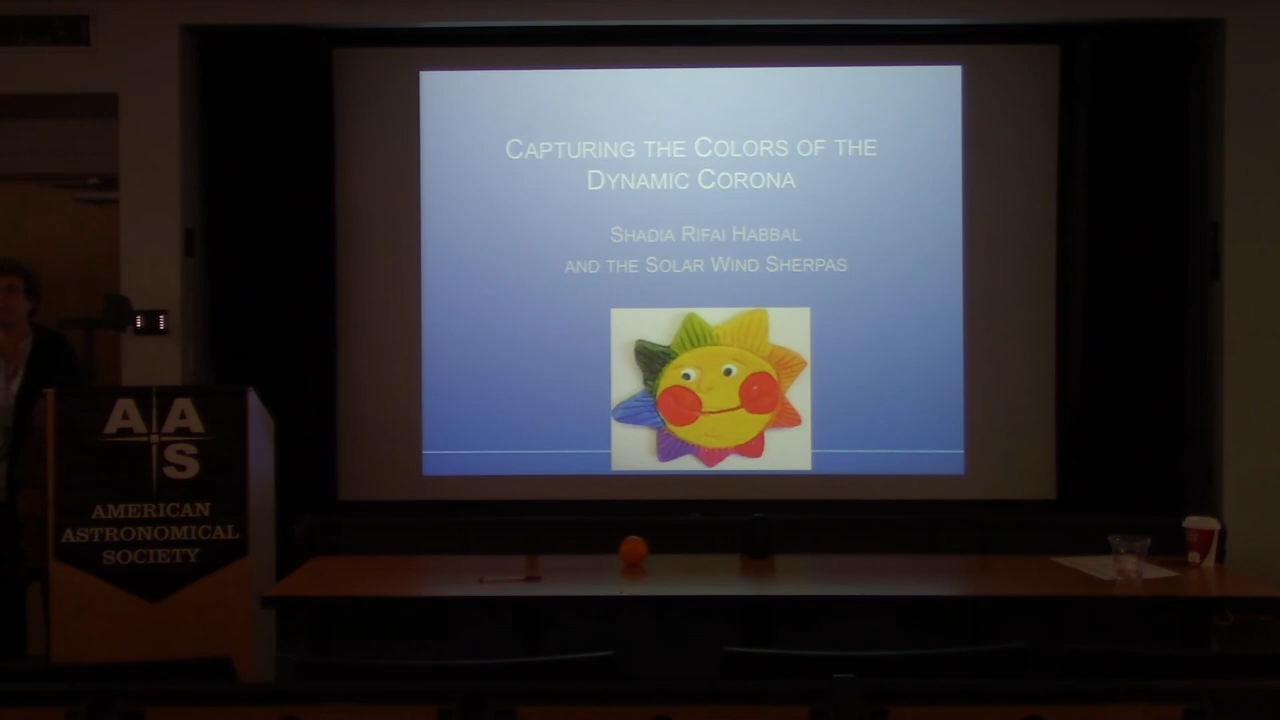 CAPTURING THE COLORS OF THE
DYNAMIC CORONA
SHADIA RIFAI HABBAL
AND THE SOLAR WIND SHERPAS
AAS
AMERICAN
ASTRONOMICAL
SOCIETY